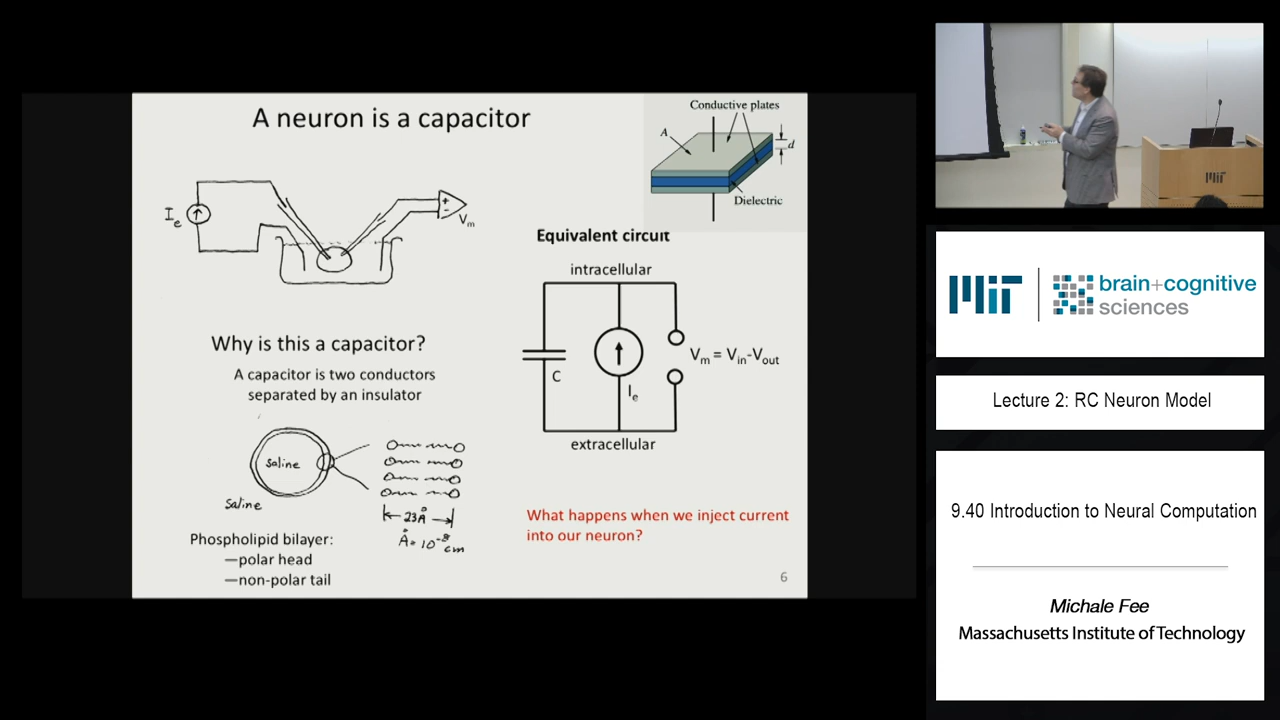 A neuron is a capacitor
Conductive plates
A
d
Dielectric
Ie
+
-
Vm
Equivalent circuit
intracellular
C
Ie
Vm = Vin-Vout
extracellular
Why is this a capacitor?
A capacitor is two conductors
separated by an insulator
Saline
Saline
23Å
Å = 10-8 cm
Phospholipid bilayer:
—polar head
—non-polar tail
What happens when we inject current
into our neuron?
6
MIT
MIT
brain+cognitive
sciences
Lecture 2: RC Neuron Model
9.40 Introduction to Neural Computation
Michale Fee
Massachusetts Institute of Technology